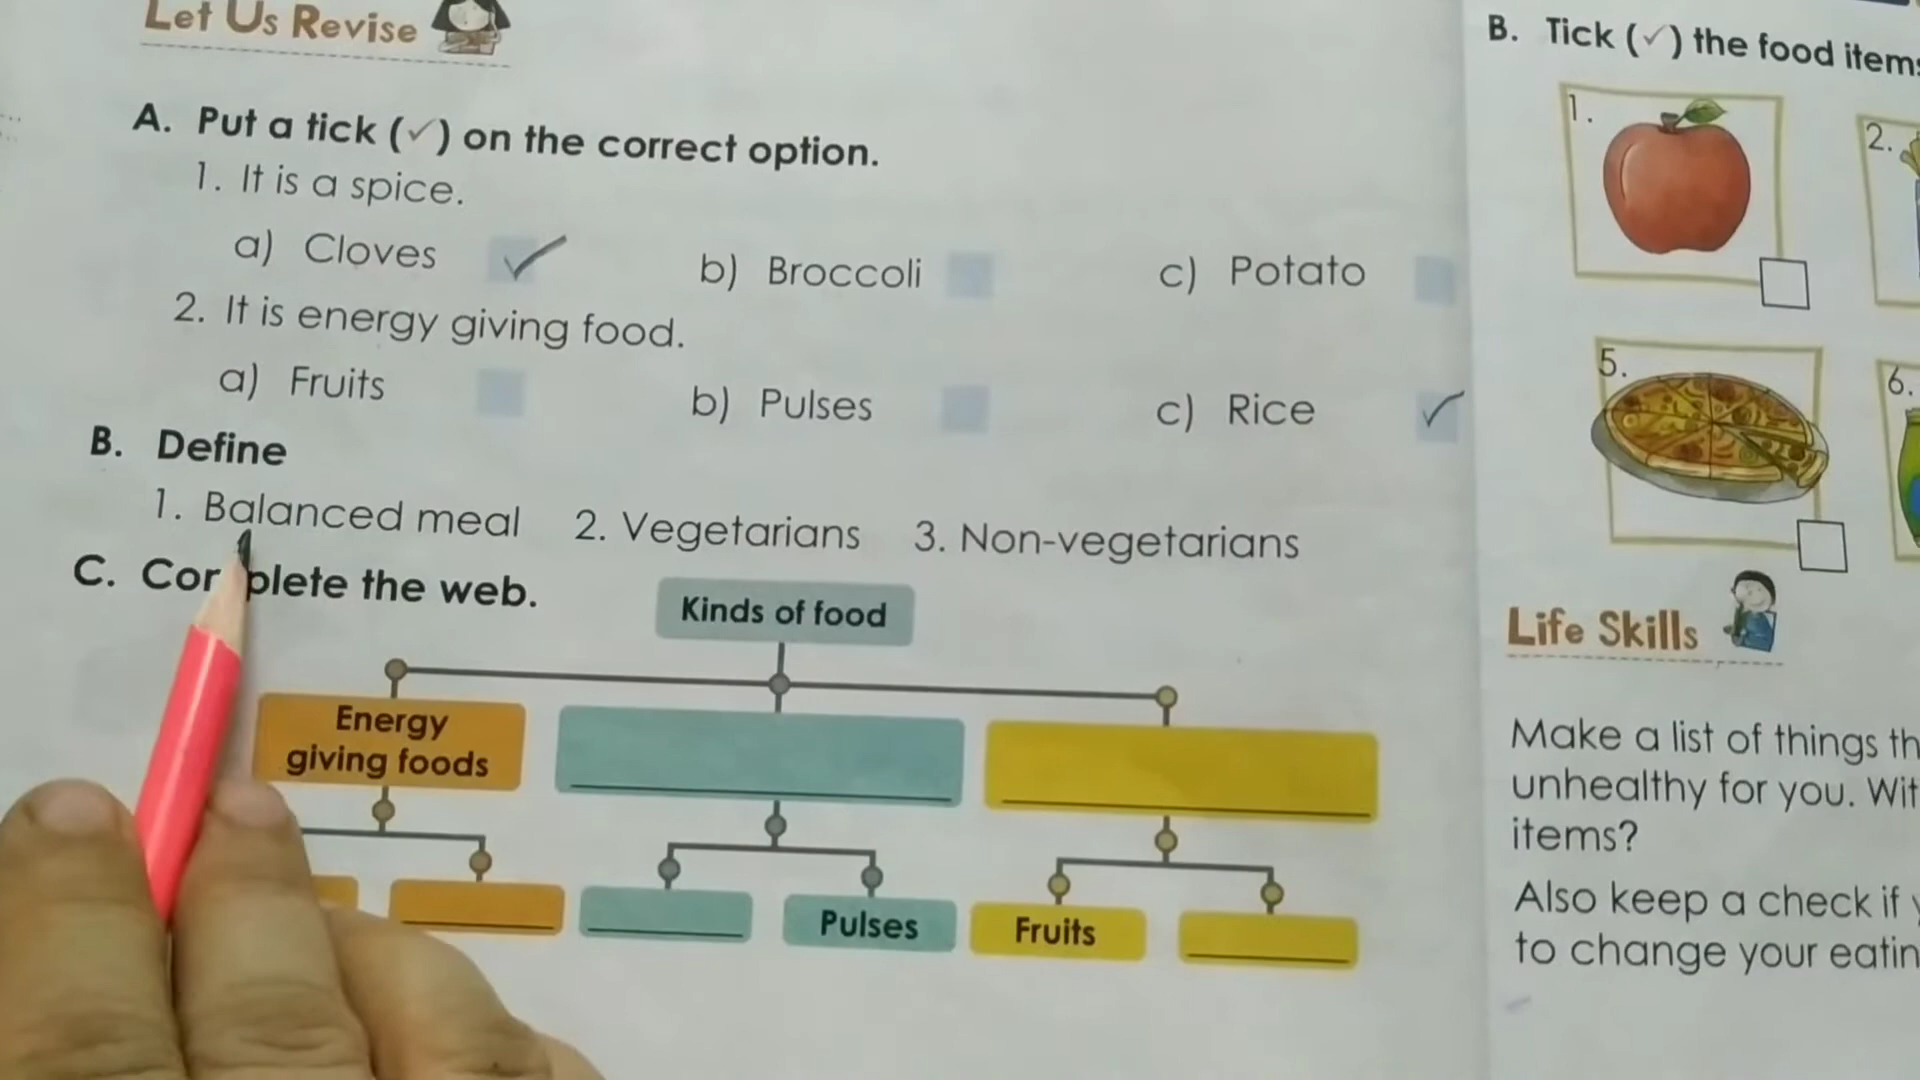 Let Us Revise
A. Put a tick (✓) on the correct option.
1. It is a spice.
a) Cloves b) Broccoli c) Potato
2. It is energy giving food.
a) Fruits b) Pulses c) Rice
B. Define
1. Balanced meal 2. Vegetarians 3. Non-vegetarians
C. Complete the web.
Kinds of food
Energy
giving foods
Pulses Fruits
B. Tick (✓) the food items
1.
2.
5.
6.
Life Skills
Make a list of things th
unhealthy for you. Wit
items?
Also keep a check if
to change your eatin